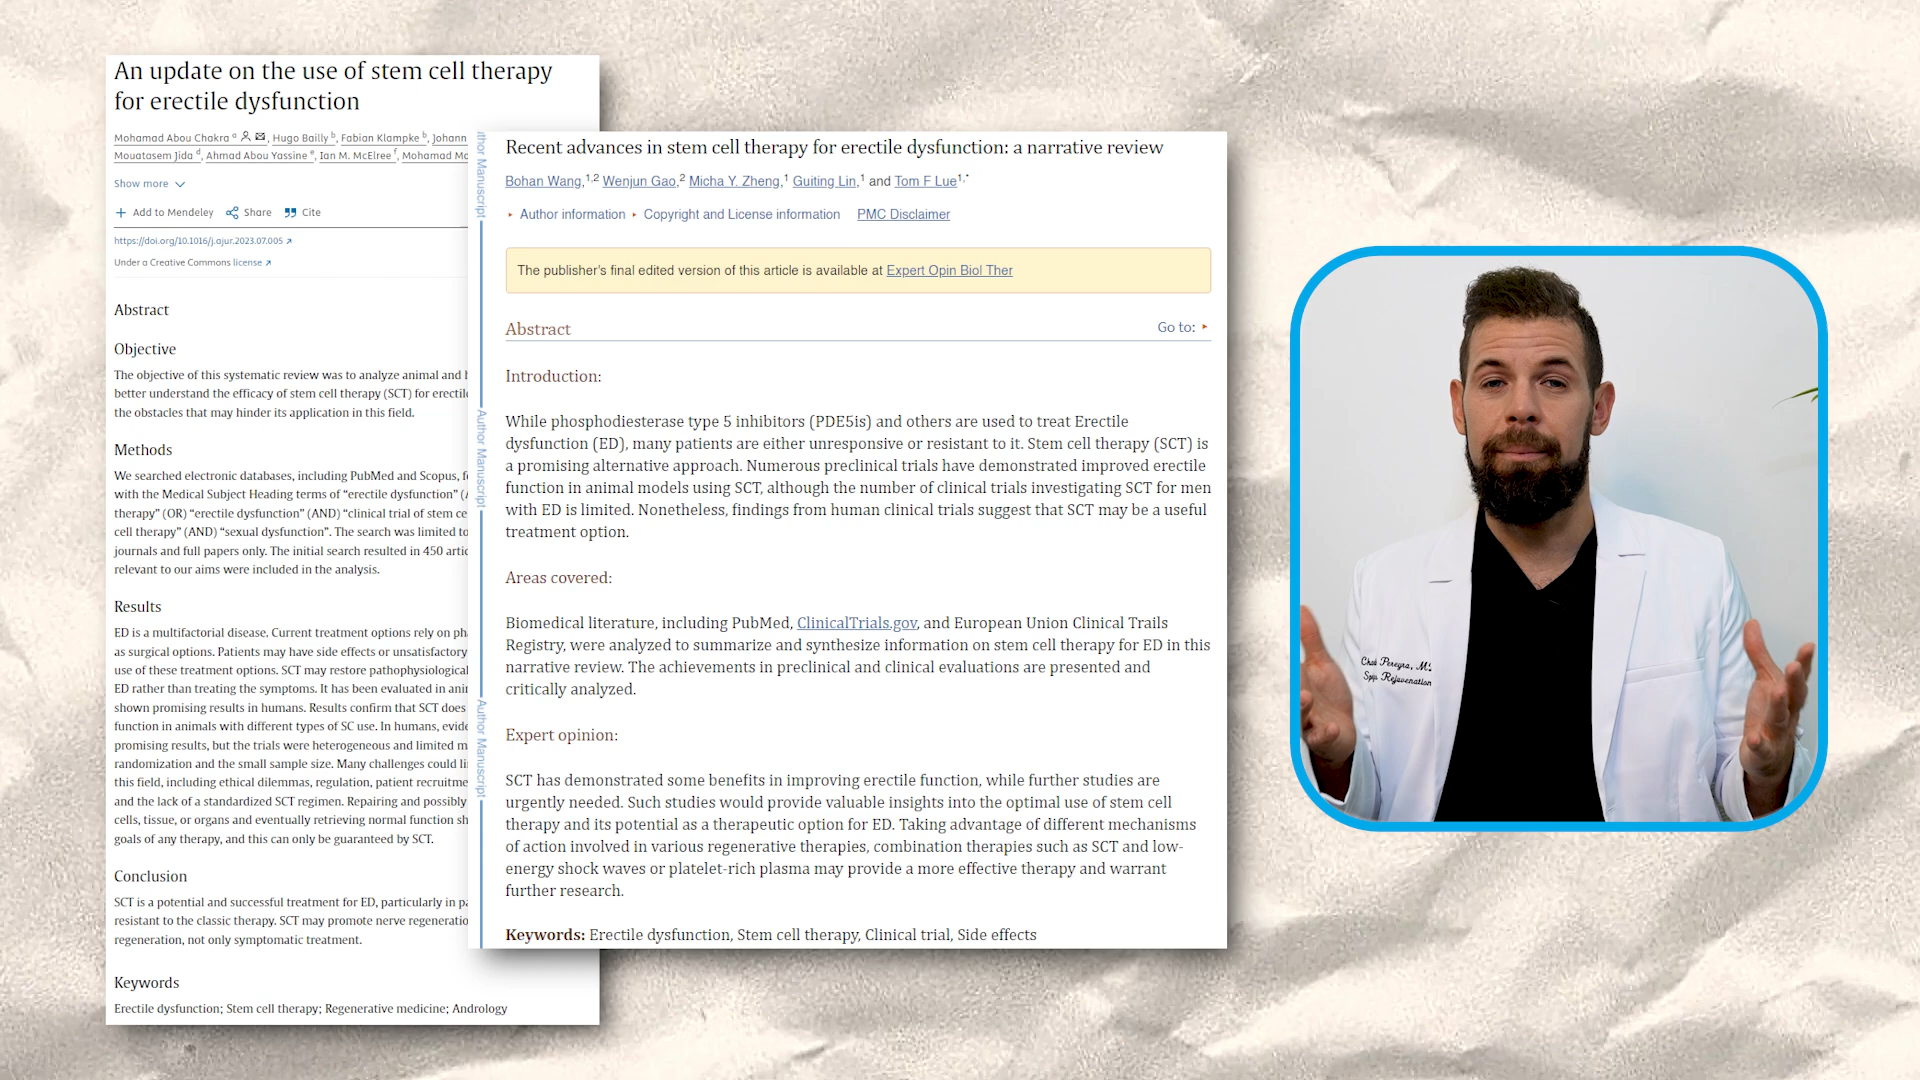 An update on the use of stem cell therapy
for erectile dysfunction
Mohamad Abou Chakra a, Hugo Bailly b, Fabian Klampke b, Johann
Mouatasem Jida d, Ahmad Abou Yassine e, Ian M. McElree f, Mohamad Mo
Show more
Add to Mendeley Share Cite
https://doi.org/10.1016/j.ajur.2023.07.005
Under a Creative Commons license
Abstract
Objective
The objective of this systematic review was to analyze animal and
better understand the efficacy of stem cell therapy (SCT) for erectile
the obstacles that may hinder its application in this field.
Methods
We searched electronic databases, including PubMed and Scopus,
with the Medical Subject Heading terms of “erectile dysfunction”
therapy” (OR) “erectile dysfunction” (AND) “clinical trial of stem ce
cell therapy” (AND) “sexual dysfunction”. The search was limited to
journals and full papers only. The initial search resulted in 450 artic
relevant to our aims were included in the analysis.
Results
ED is a multifactorial disease. Current treatment options rely on ph
as surgical options. Patients may have side effects or unsatisfactory
use of these treatment options. SCT may restore pathophysiological
ED rather than treating the symptoms. It has been evaluated in ani
shown promising results in humans. Results confirm that SCT does
function in animals with different types of SC use. In humans, evide
promising results, but the trials were heterogeneous and limited m
randomization and the small sample size. Many challenges could li
this field, including ethical dilemmas, regulation, patient recruitme
and the lack of a standardized SCT regimen. Repairing and possibly
cells, tissue, or organs and eventually retrieving normal function sh
goals of any therapy, and this can only be guaranteed by SCT.
Conclusion
SCT is a potential and successful treatment for ED, particularly in pa
resistant to the classic therapy. SCT may promote nerve regeneratio
regeneration, not only symptomatic treatment.
Keywords
Erectile dysfunction; Stem cell therapy; Regenerative medicine; Andrology
thor Manuscript
Author Manuscript
Author Manuscript
Recent advances in stem cell therapy for erectile dysfunction: a narrative review
Bohan Wang,1,2 Wenjun Gao,2 Micha Y. Zheng,1 Guiting Lin,1 and Tom F Lue1,*
Author information Copyright and License information PMC Disclaimer
The publisher's final edited version of this article is available at Expert Opin Biol Ther
Abstract Go to:
Introduction:
While phosphodiesterase type 5 inhibitors (PDE5is) and others are used to treat Erectile
dysfunction (ED), many patients are either unresponsive or resistant to it. Stem cell therapy (SCT) is
a promising alternative approach. Numerous preclinical trials have demonstrated improved erectile
function in animal models using SCT, although the number of clinical trials investigating SCT for men
with ED is limited. Nonetheless, findings from human clinical trials suggest that SCT may be a useful
treatment option.
Areas covered:
Biomedical literature, including PubMed, ClinicalTrials.gov, and European Union Clinical Trails
Registry, were analyzed to summarize and synthesize information on stem cell therapy for ED in this
narrative review. The achievements in preclinical and clinical evaluations are presented and
critically analyzed.
Expert opinion:
SCT has demonstrated some benefits in improving erectile function, while further studies are
urgently needed. Such studies would provide valuable insights into the optimal use of stem cell
therapy and its potential as a therapeutic option for ED. Taking advantage of different mechanisms
of action involved in various regenerative therapies, combination therapies such as SCT and low-
energy shock waves or platelet-rich plasma may provide a more effective therapy and warrant
further research.
Keywords: Erectile dysfunction, Stem cell therapy, Clinical trial, Side effects
Pereyra, M
Rejuvenation